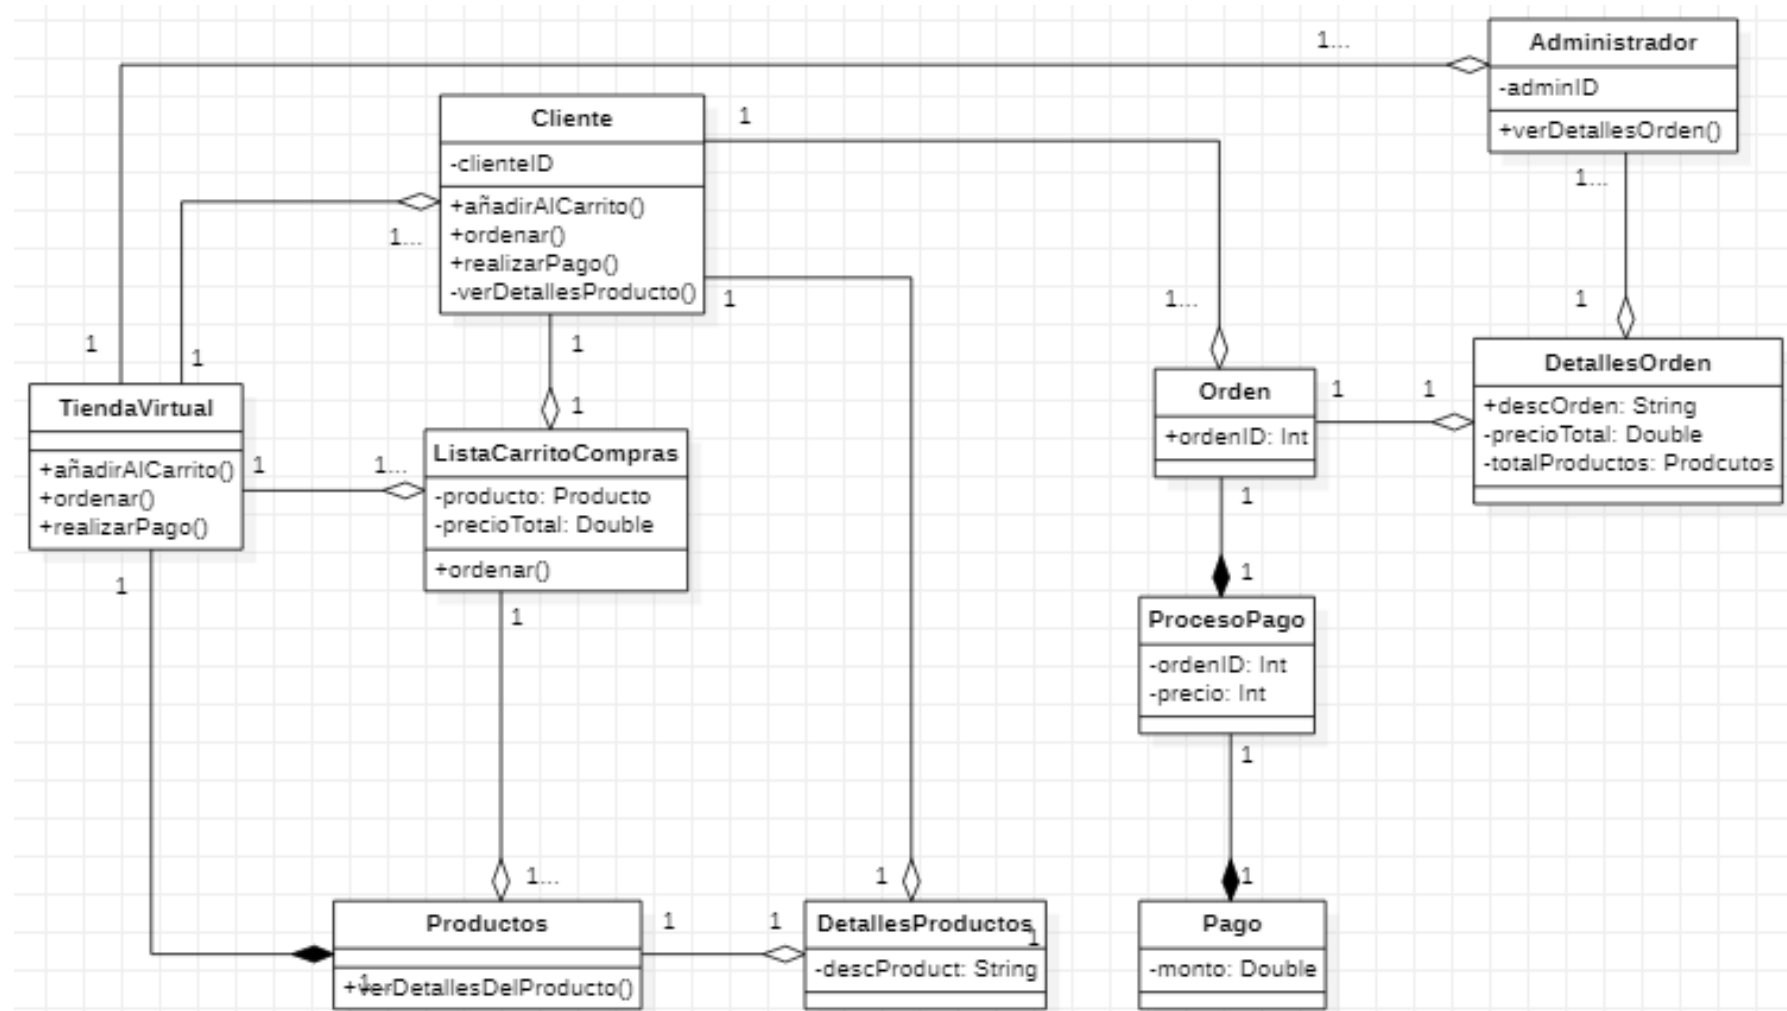 1...
Administrador
-adminID
+verDetallesOrden()
1...
Cliente
-clienteID
+añadirAlCarrito()
+ordenar()
+realizarPago()
-verDetallesProducto()
1
1...
1
1
1
1
1...
1
1
TiendaVirtual
+añadirAlCarrito()
+ordenar()
+realizarPago()
1
1...
1
ListaCarritoCompras
-producto: Producto
-precioTotal: Double
+ordenar()
1
Orden
+ordenID: Int
1
1
1
DetallesOrden
+descOrden: String
-precioTotal: Double
-totalProductos: Prodcutos
1
ProcesoPago
-ordenID: Int
-precio: Int
1
1...
1
1
Productos
+verDetallesDelProducto()
1
1
1
DetallesProductos
1
-descProduct: String
Pago
-monto: Double